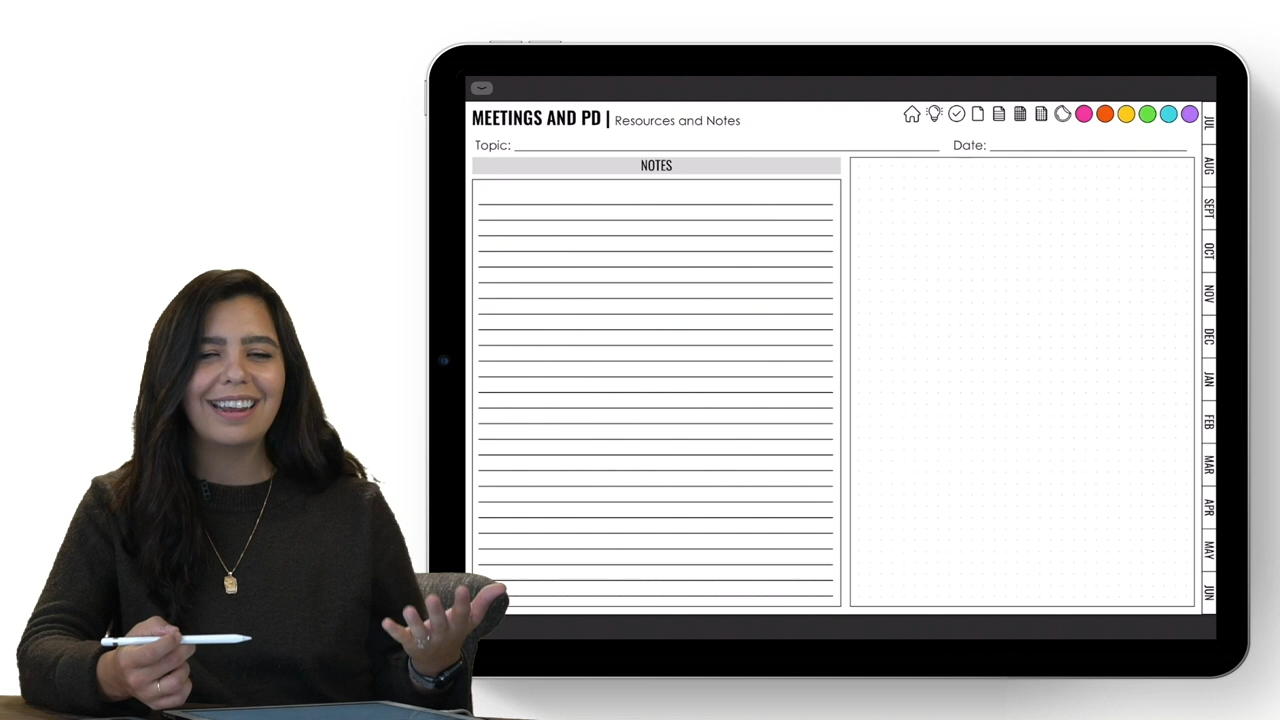 MEETINGS AND PD | Resources and Notes
Topic:
Date:
NOTES
JUL
AUG
SEPT
OCT
NOV
DEC
JAN
FEB
MAR
APR
MAY
JUN